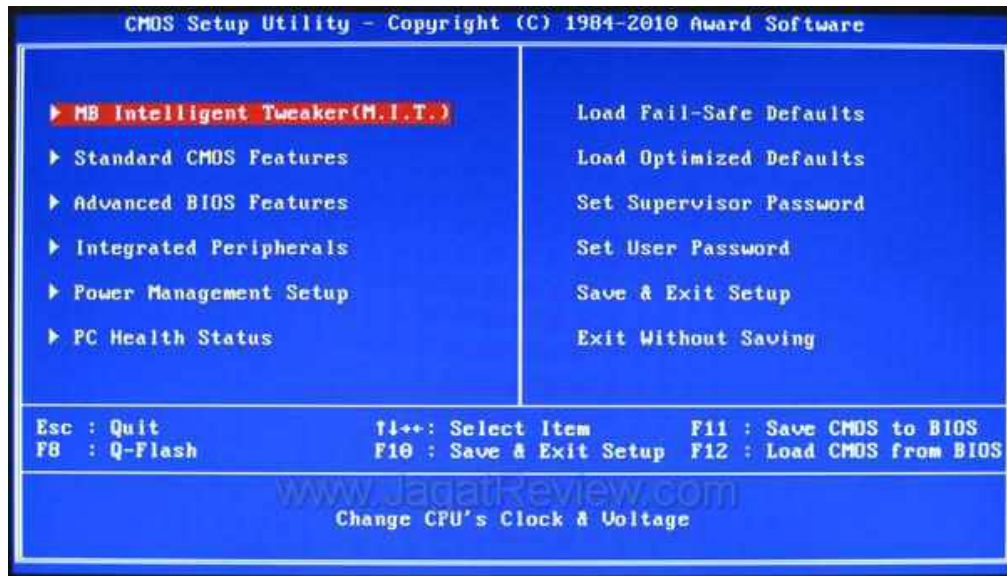 CMOS Setup Utility - Copyright (C) 1984-2010 Award Software
MB Intelligent Tweaker(M.I.T.)
Standard CMOS Features
Advanced BIOS Features
Integrated Peripherals
Power Management Setup
PC Health Status
Load Fail-Safe Defaults
Load Optimized Defaults
Set Supervisor Password
Set User Password
Save & Exit Setup
Exit Without Saving
Esc : Quit ↑↓→←: Select Item F11 : Save CMOS to BIOS
F8 : Q-Flash F10 : Save & Exit Setup F12 : Load CMOS from BIOS
www.JagatReview.com
Change CPU's Clock & Voltage